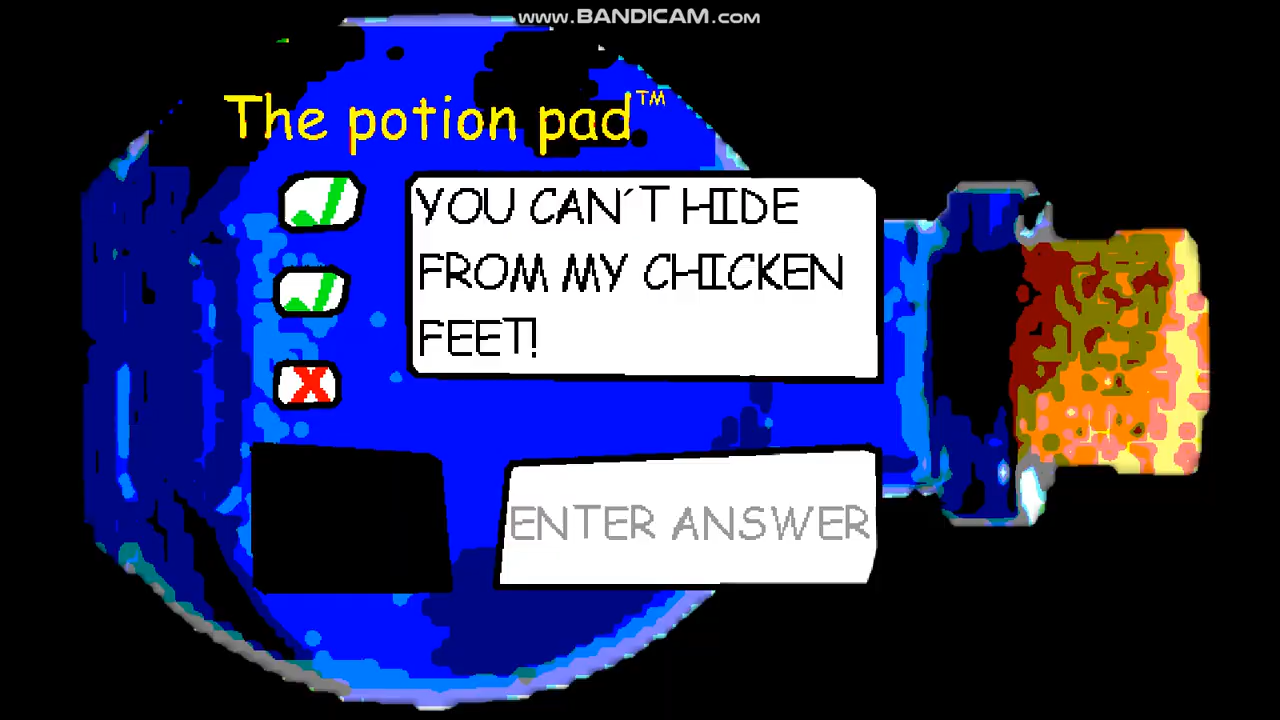 www.BANDICAM.com
The potion pad™
YOU CAN´T HIDE
FROM MY CHICKEN
FEET!
X
ENTER ANSWER